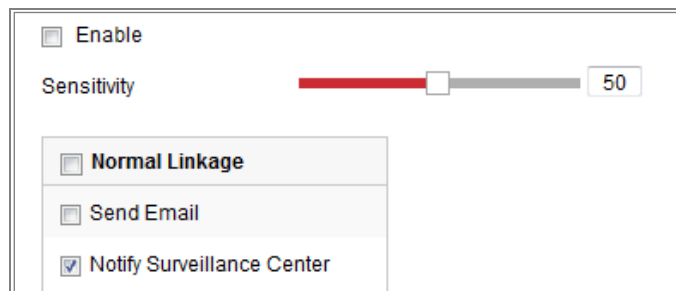 Enable
Sensitivity 50
Normal Linkage
Send Email
Notify Surveillance Center